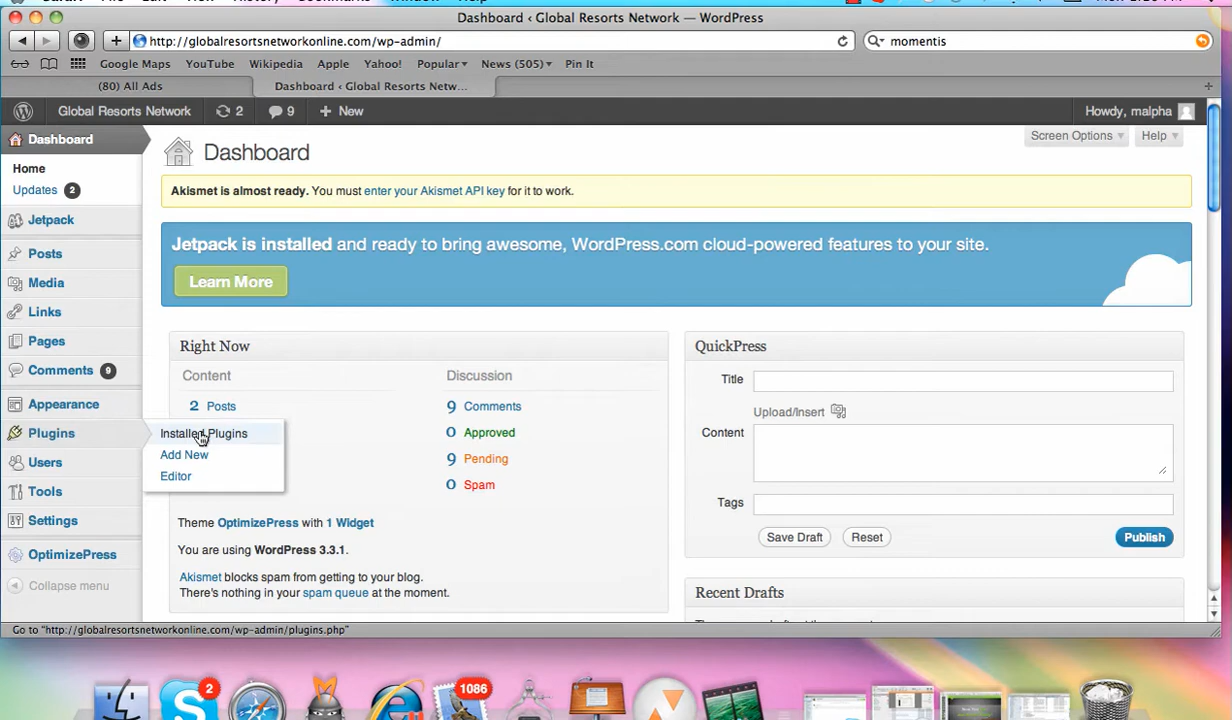 Dashboard ‹ Global Resorts Network — WordPress
http://globalresortsnetworkonline.com/wp-admin/
momentis
Google Maps YouTube Wikipedia Apple Yahoo! Popular▾ News (505)▾ Pin It
(80) All Ads
Dashboard ‹ Global Resorts Netw...
Global Resorts Network 2 9 + New
Howdy, malpha
Dashboard
Home
Updates 2
Jetpack
Posts
Media
Links
Pages
Comments 9
Appearance
Plugins
Users
Tools
Settings
OptimizePress
Collapse menu
Installed Plugins
Add New
Editor
Screen Options
Help
Dashboard
Akismet is almost ready. You must enter your Akismet API key for it to work.
Jetpack is installed and ready to bring awesome, WordPress.com cloud-powered features to your site.
Learn More
Right Now
Content
2 Posts
Discussion
9 Comments
0 Approved
9 Pending
0 Spam
Theme OptimizePress with 1 Widget
You are using WordPress 3.3.1.
Akismet blocks spam from getting to your blog.
There's nothing in your spam queue at the moment.
QuickPress
Title
Upload/Insert
Content
Tags
Save Draft
Reset
Publish
Recent Drafts
Go to "http://globalresortsnetworkonline.com/wp-admin/plugins.php"
2
1086